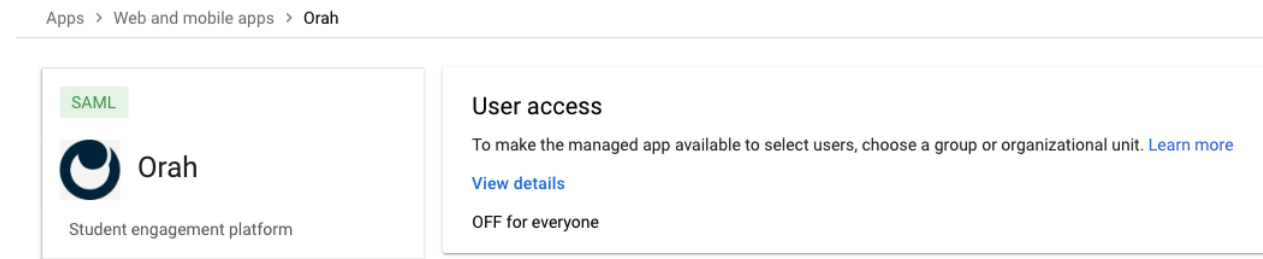 Apps > Web and mobile apps > Orah
SAML
Orah
Student engagement platform
User access
To make the managed app available to select users, choose a group or organizational unit. Learn more
View details
OFF for everyone